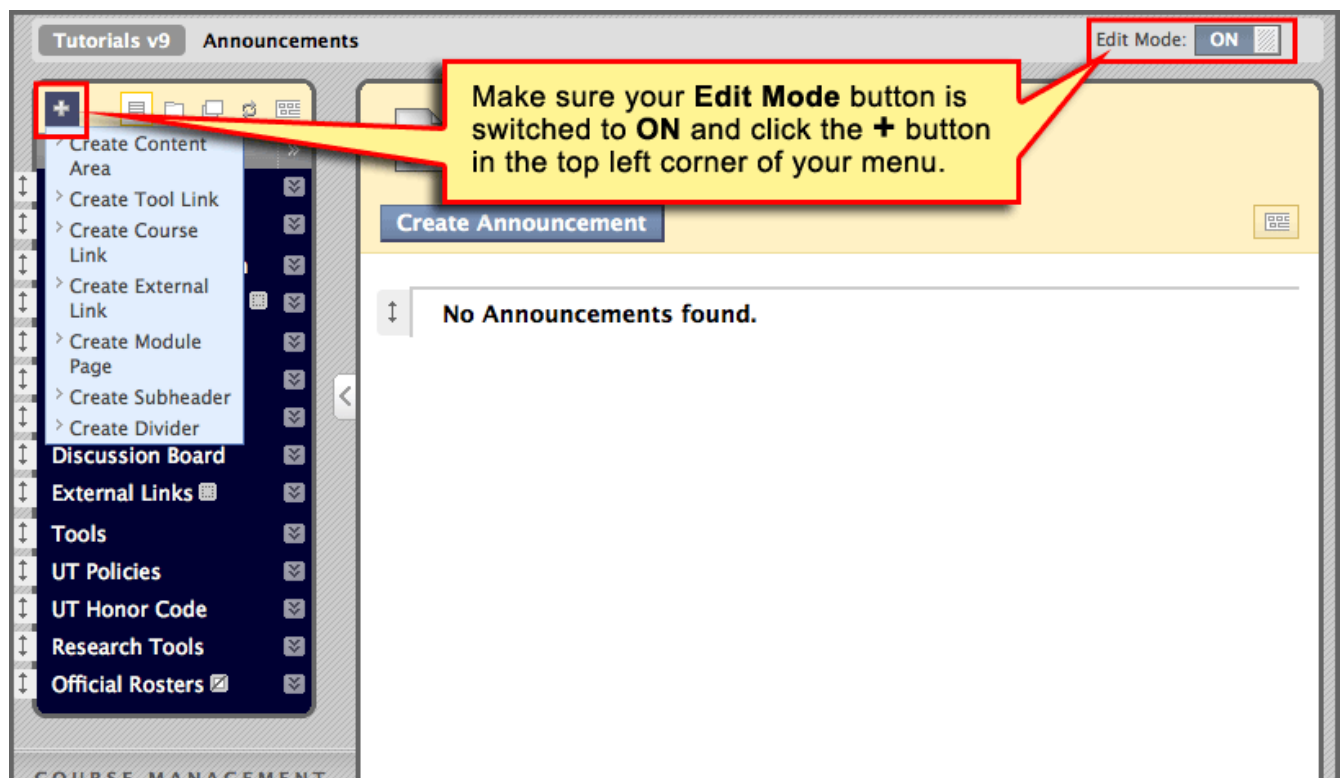 Tutorials v9 Announcements
Edit Mode: ON
Make sure your Edit Mode button is
switched to ON and click the + button
in the top left corner of your menu.
Create Content
Area
Create Tool Link
Create Course
Link
Create External
Link
Create Module
Page
Create Subheader
Create Divider
Discussion Board
External Links
Tools
UT Policies
UT Honor Code
Research Tools
Official Rosters
COURSE MANAGEMENT
Create Announcement
No Announcements found.